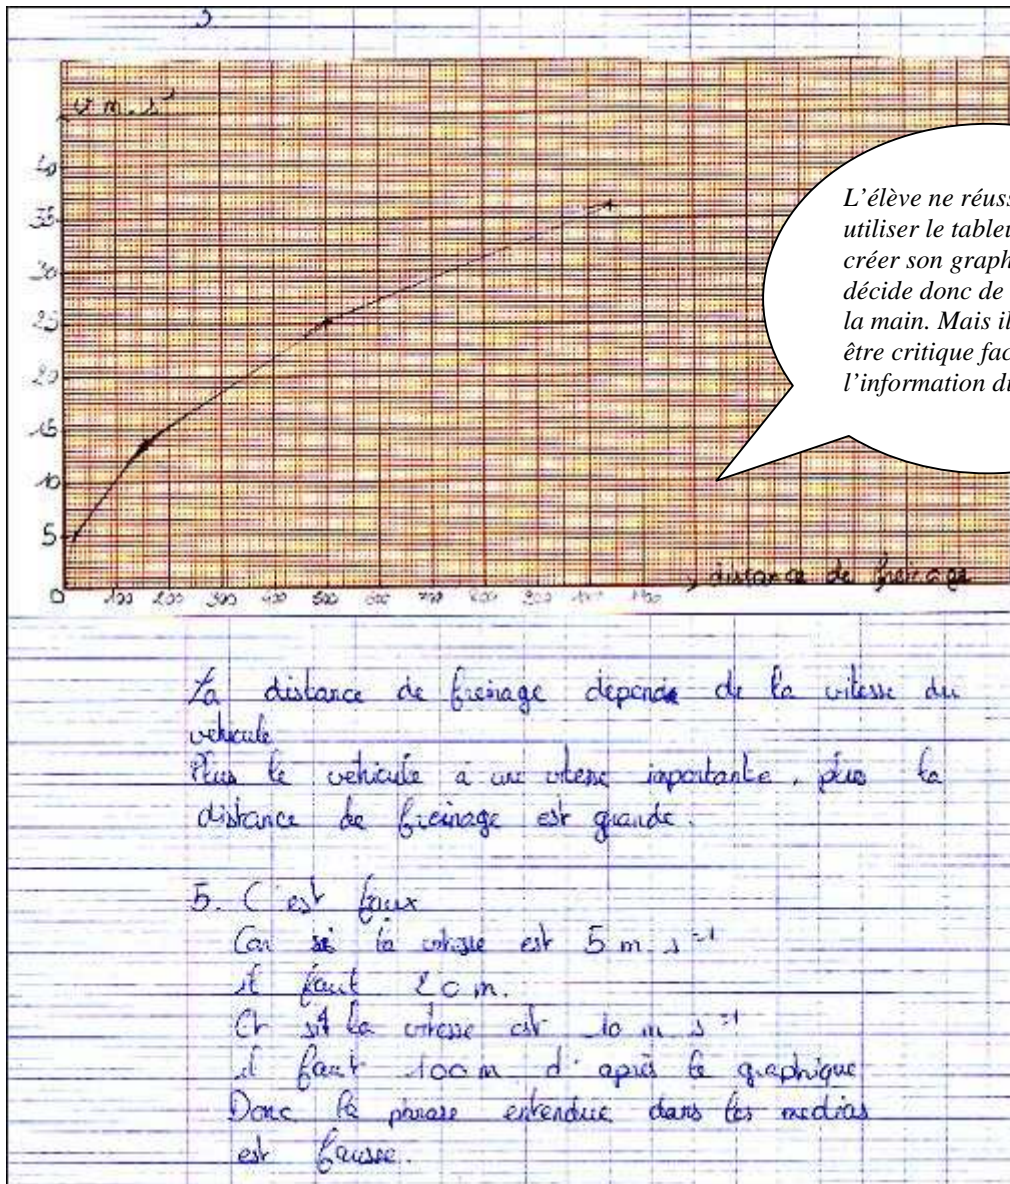 v m.s⁻¹
40
35
30
25
20
15
10
5
0
100 200 300 400 500 600 700 800 900
distance de freinage
L'élève ne réuss
utiliser le tableu
créer son graph
décide donc de
la main. Mais il
être critique fac
l'information du
La distance de freinage depends de la vitesse du
vehicule
Plus le vehicule a une vitesse importante, plus la
distance de freinage est grande.
5. C'est faux
Car si la vitesse est 5 m.s⁻¹
il faut 20 m.
Et si la vitesse est 10 m s⁻¹
il faut 100 m d'après le graphique
Donc la phrase entendue dans les medias
est fausse.